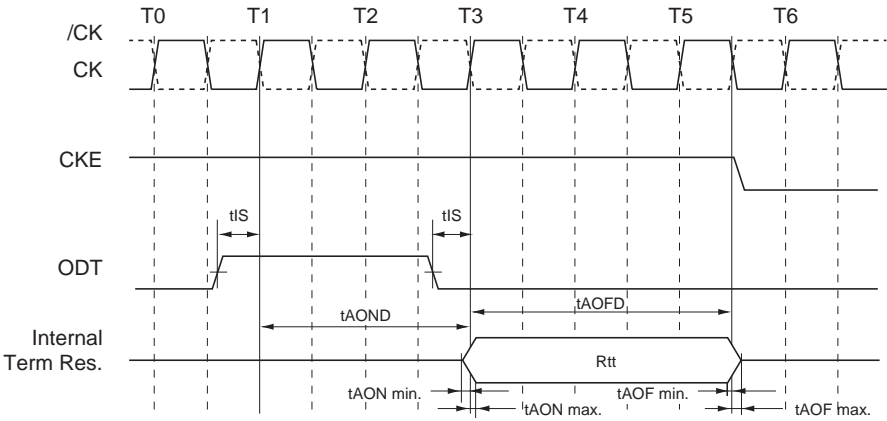 T0 T1 T2 T3 T4 T5 T6
/CK
CK
CKE
tIS tIS
ODT
tAOND tAOFD
Internal
Term Res.
Rtt
tAON min. tAOF min.
tAON max. tAOF max.